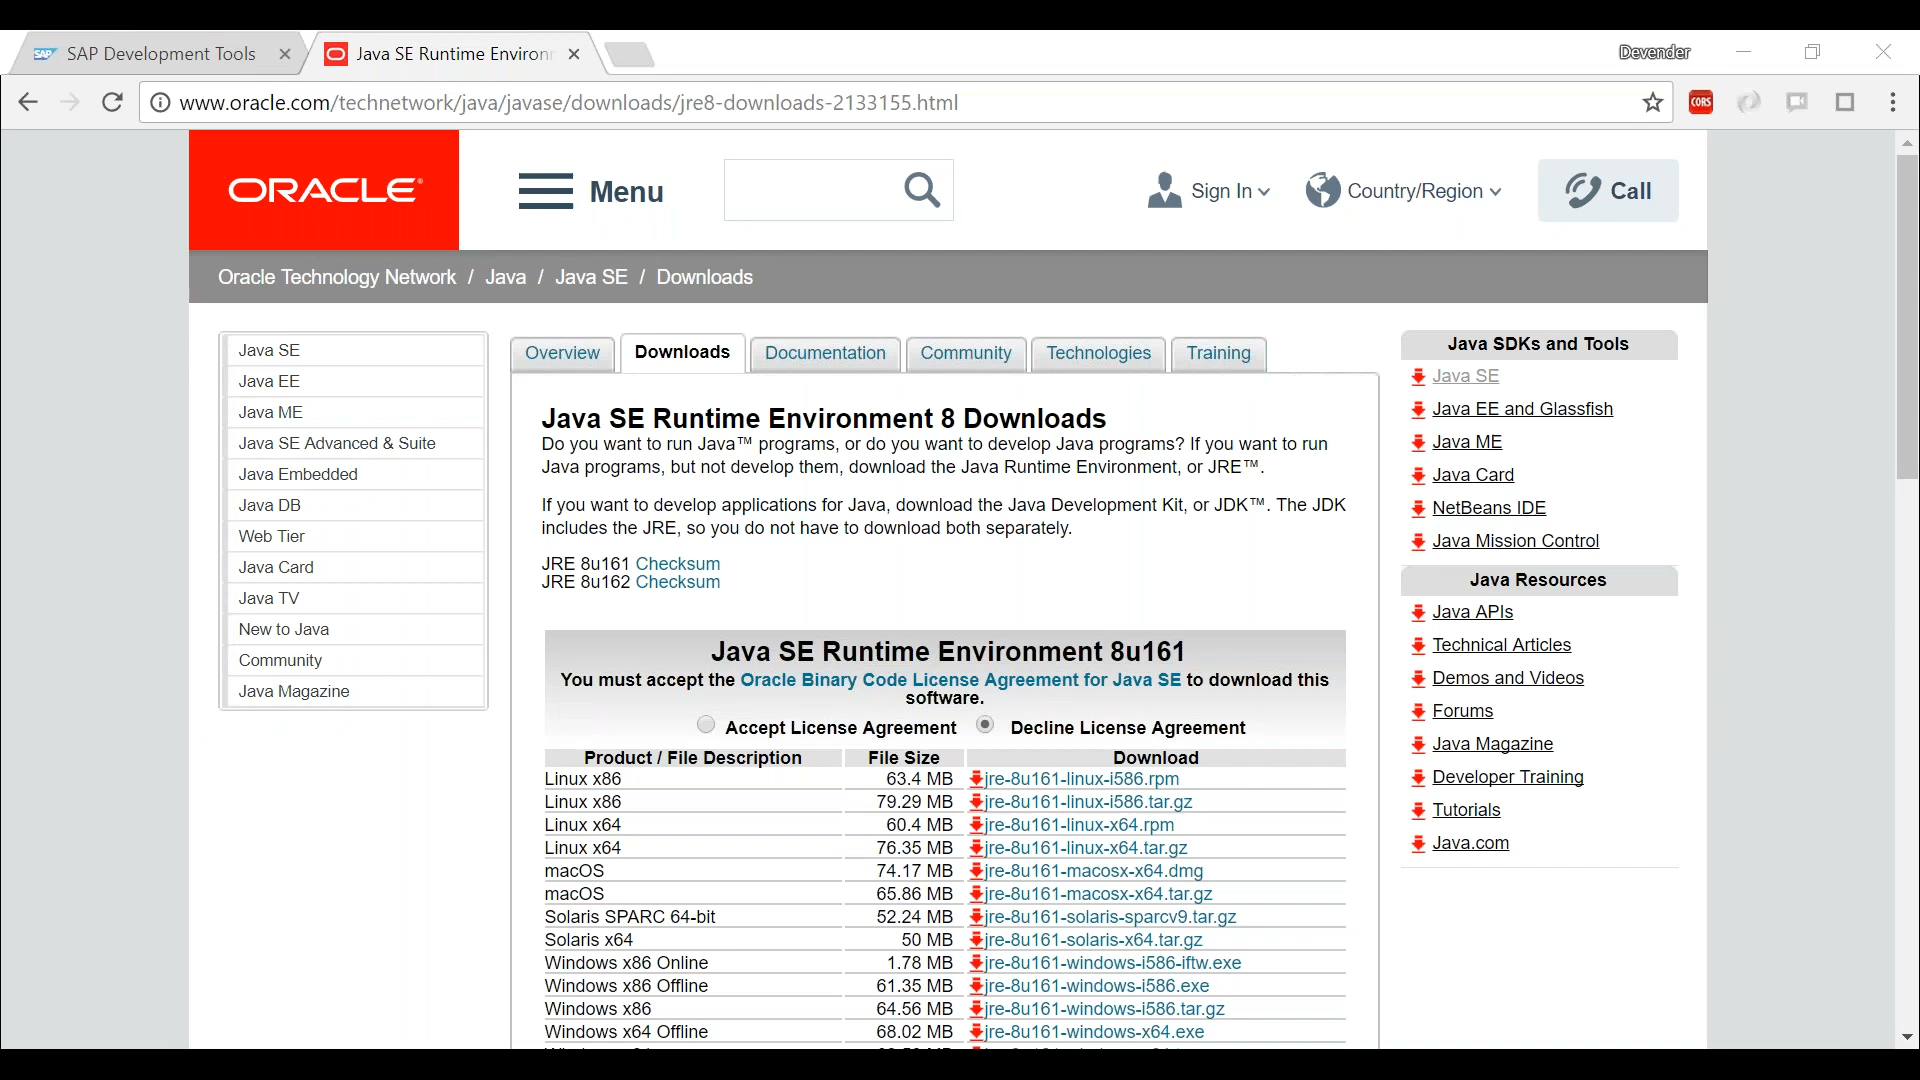 SAP Development Tools
Java SE Runtime Environ
Devender
www.oracle.com/technetwork/java/javase/downloads/jre8-downloads-2133155.html
CORS
ORACLE
Menu
Sign In
Country/Region
Call
Oracle Technology Network / Java / Java SE / Downloads
Java SE
Java EE
Java ME
Java SE Advanced & Suite
Java Embedded
Java DB
Web Tier
Java Card
Java TV
New to Java
Community
Java Magazine
Overview
Downloads
Documentation
Community
Technologies
Training
Java SE Runtime Environment 8 Downloads
Do you want to run Java™ programs, or do you want to develop Java programs? If you want to run
Java programs, but not develop them, download the Java Runtime Environment, or JRE™.
If you want to develop applications for Java, download the Java Development Kit, or JDK™. The JDK
includes the JRE, so you do not have to download both separately.
JRE 8u161 Checksum
JRE 8u162 Checksum
Java SE Runtime Environment 8u161
You must accept the Oracle Binary Code License Agreement for Java SE to download this
software.
Accept License Agreement Decline License Agreement
Product / File Description File Size Download
Linux x86 63.4 MB jre-8u161-linux-i586.rpm
Linux x86 79.29 MB jre-8u161-linux-i586.tar.gz
Linux x64 60.4 MB jre-8u161-linux-x64.rpm
Linux x64 76.35 MB jre-8u161-linux-x64.tar.gz
macOS 74.17 MB jre-8u161-macosx-x64.dmg
macOS 65.86 MB jre-8u161-macosx-x64.tar.gz
Solaris SPARC 64-bit 52.24 MB jre-8u161-solaris-sparcv9.tar.gz
Solaris x64 50 MB jre-8u161-solaris-x64.tar.gz
Windows x86 Online 1.78 MB jre-8u161-windows-i586-iftw.exe
Windows x86 Offline 61.35 MB jre-8u161-windows-i586.exe
Windows x86 64.56 MB jre-8u161-windows-i586.tar.gz
Windows x64 Offline 68.02 MB jre-8u161-windows-x64.exe
Java SDKs and Tools
Java SE
Java EE and Glassfish
Java ME
Java Card
NetBeans IDE
Java Mission Control
Java Resources
Java APIs
Technical Articles
Demos and Videos
Forums
Java Magazine
Developer Training
Tutorials
Java.com